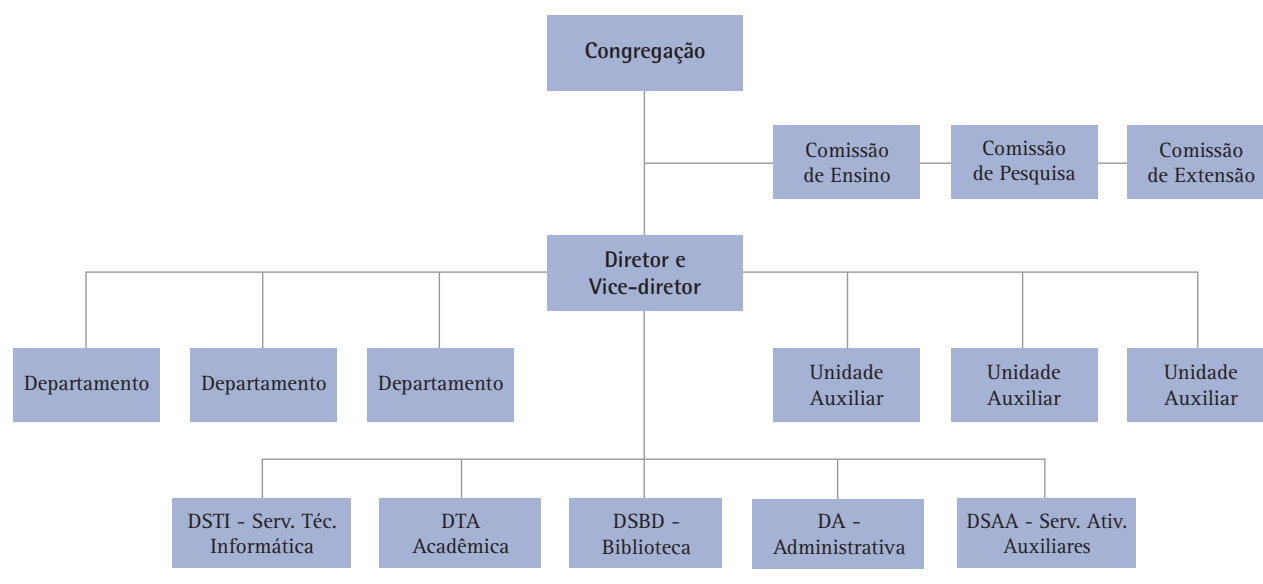 Congregação
Comissão
de Ensino
Comissão
de Pesquisa
Comissão
de Extensão
Diretor e
Vice-diretor
Departamento
Departamento
Departamento
Unidade
Auxiliar
Unidade
Auxiliar
Unidade
Auxiliar
DSTI - Serv. Téc.
Informática
DTA
Acadêmica
DSBD -
Biblioteca
DA -
Administrativa
DSAA - Serv. Ativ.
Auxiliares